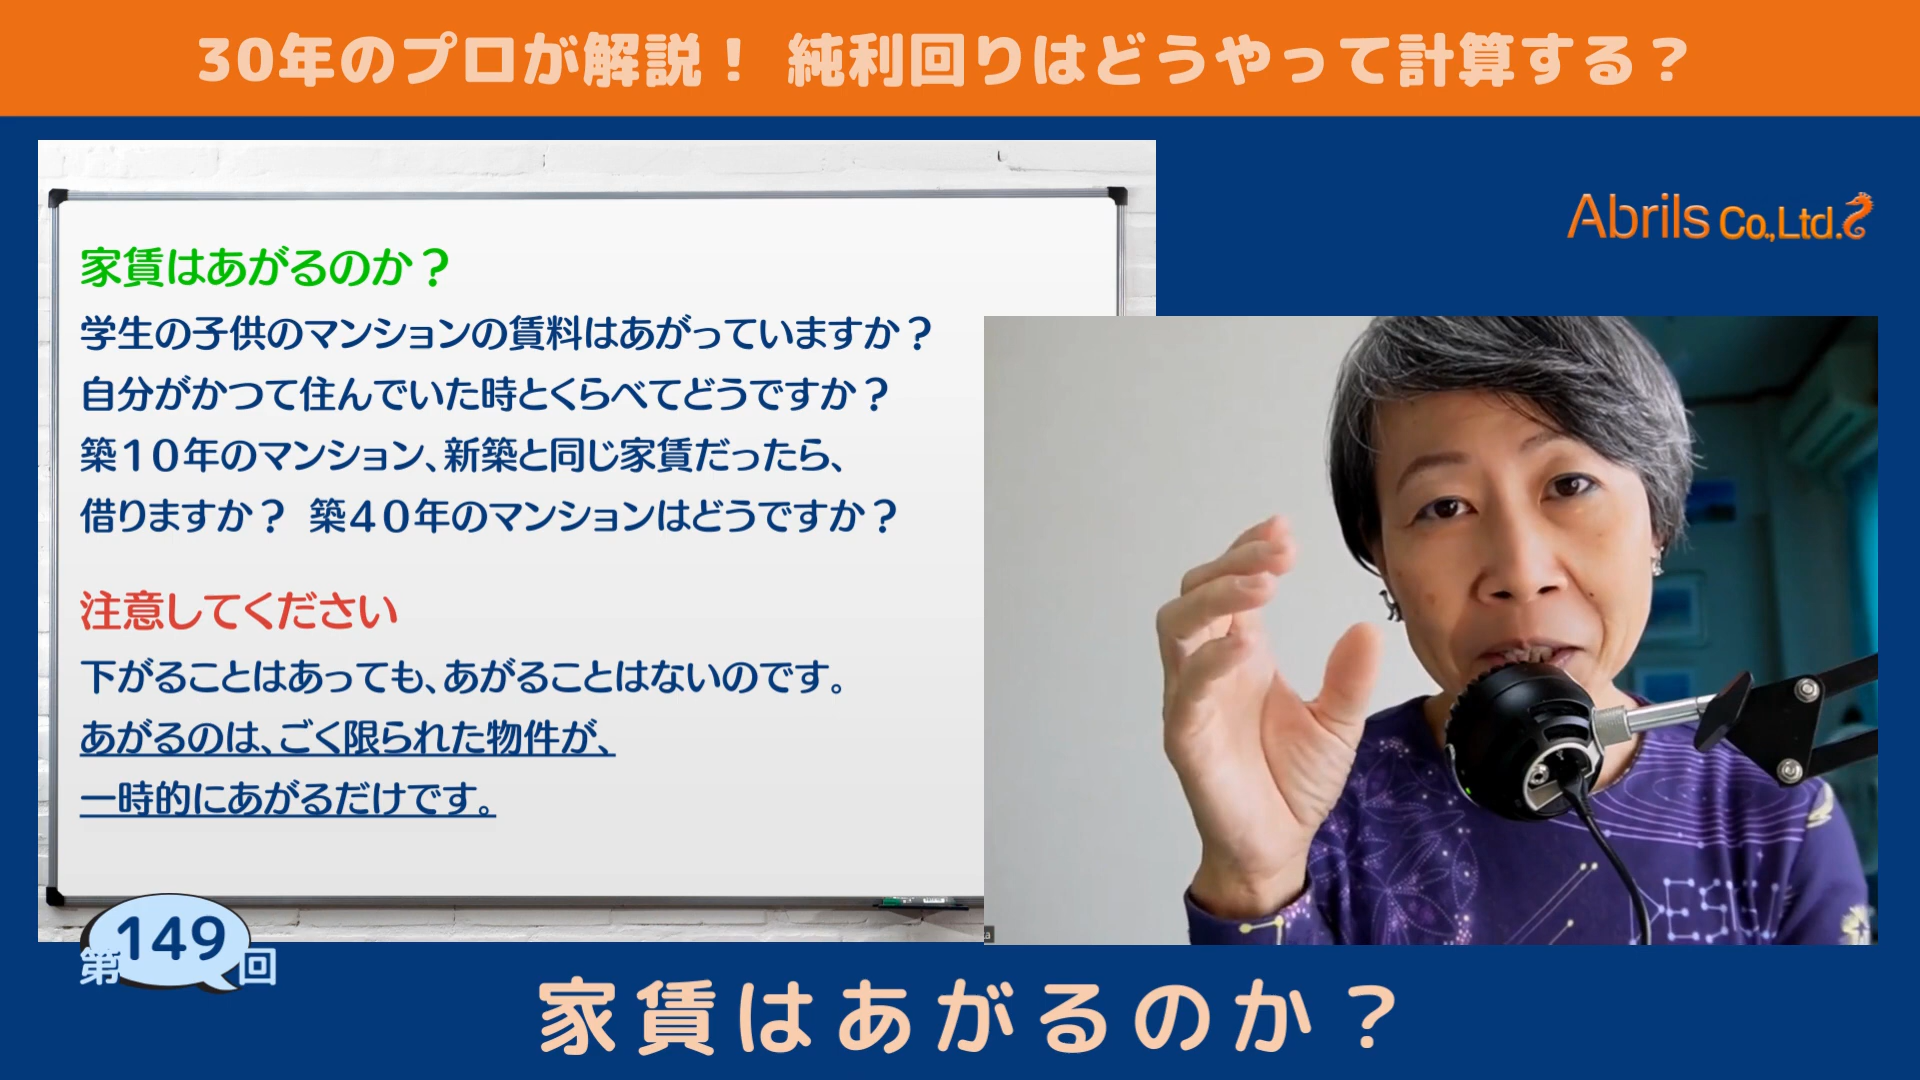 30年のプロが解説！ 純利回りはどうやって計算する？
Abrils Co.,Ltd.
家賃はあがるのか？
学生の子供のマンションの賃料はあがっていますか？
自分がかつて住んでいた時とくらべてどうですか？
築１０年のマンション、新築と同じ家賃だったら、
借りますか？ 築４０年のマンションはどうですか？
注意してください
下がることはあっても、あがることはないのです。
あがるのは、ごく限られた物件が、
一時的にあがるだけです。
第149回
家賃はあがるのか？